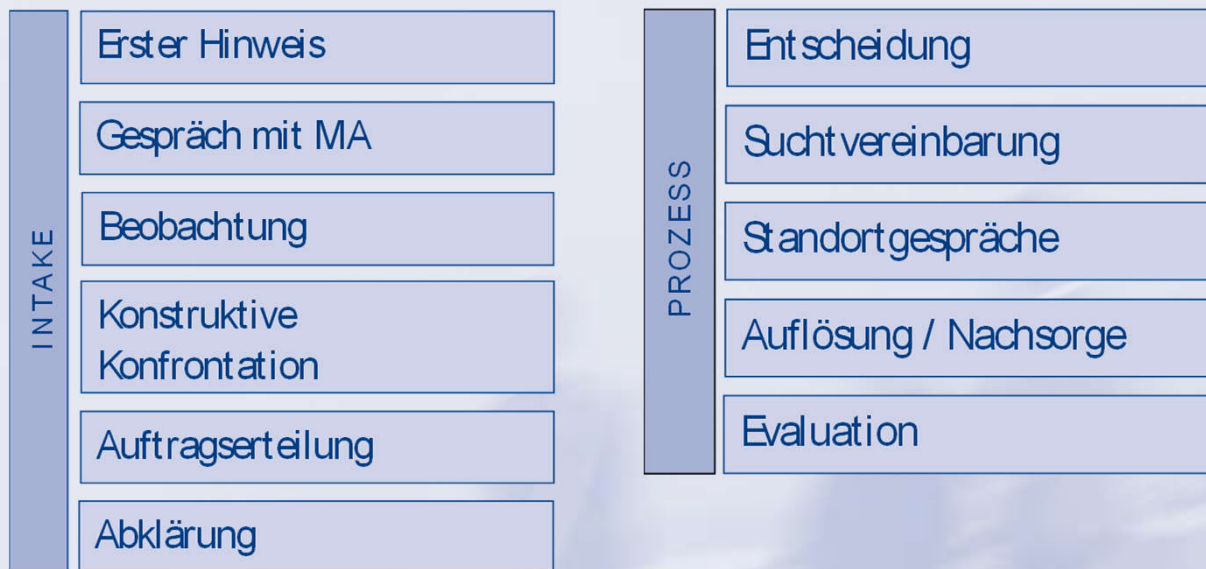 INTAKE
Erster Hinweis
Gespräch mit MA
Beobachtung
Konstruktive
Konfrontation
Auftragserteilung
Abklärung
PROZESS
Entscheidung
Suchtvereinbarung
Standortgespräche
Auflösung / Nachsorge
Evaluation